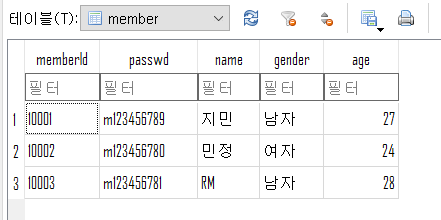 테이블(T): member
memberId passwd name gender age
필터 필터 필터 필터 필터
1 10001 m123456789 지민 남자 27
2 10002 m123456780 민정 여자 24
3 10003 m123456781 RM 남자 28